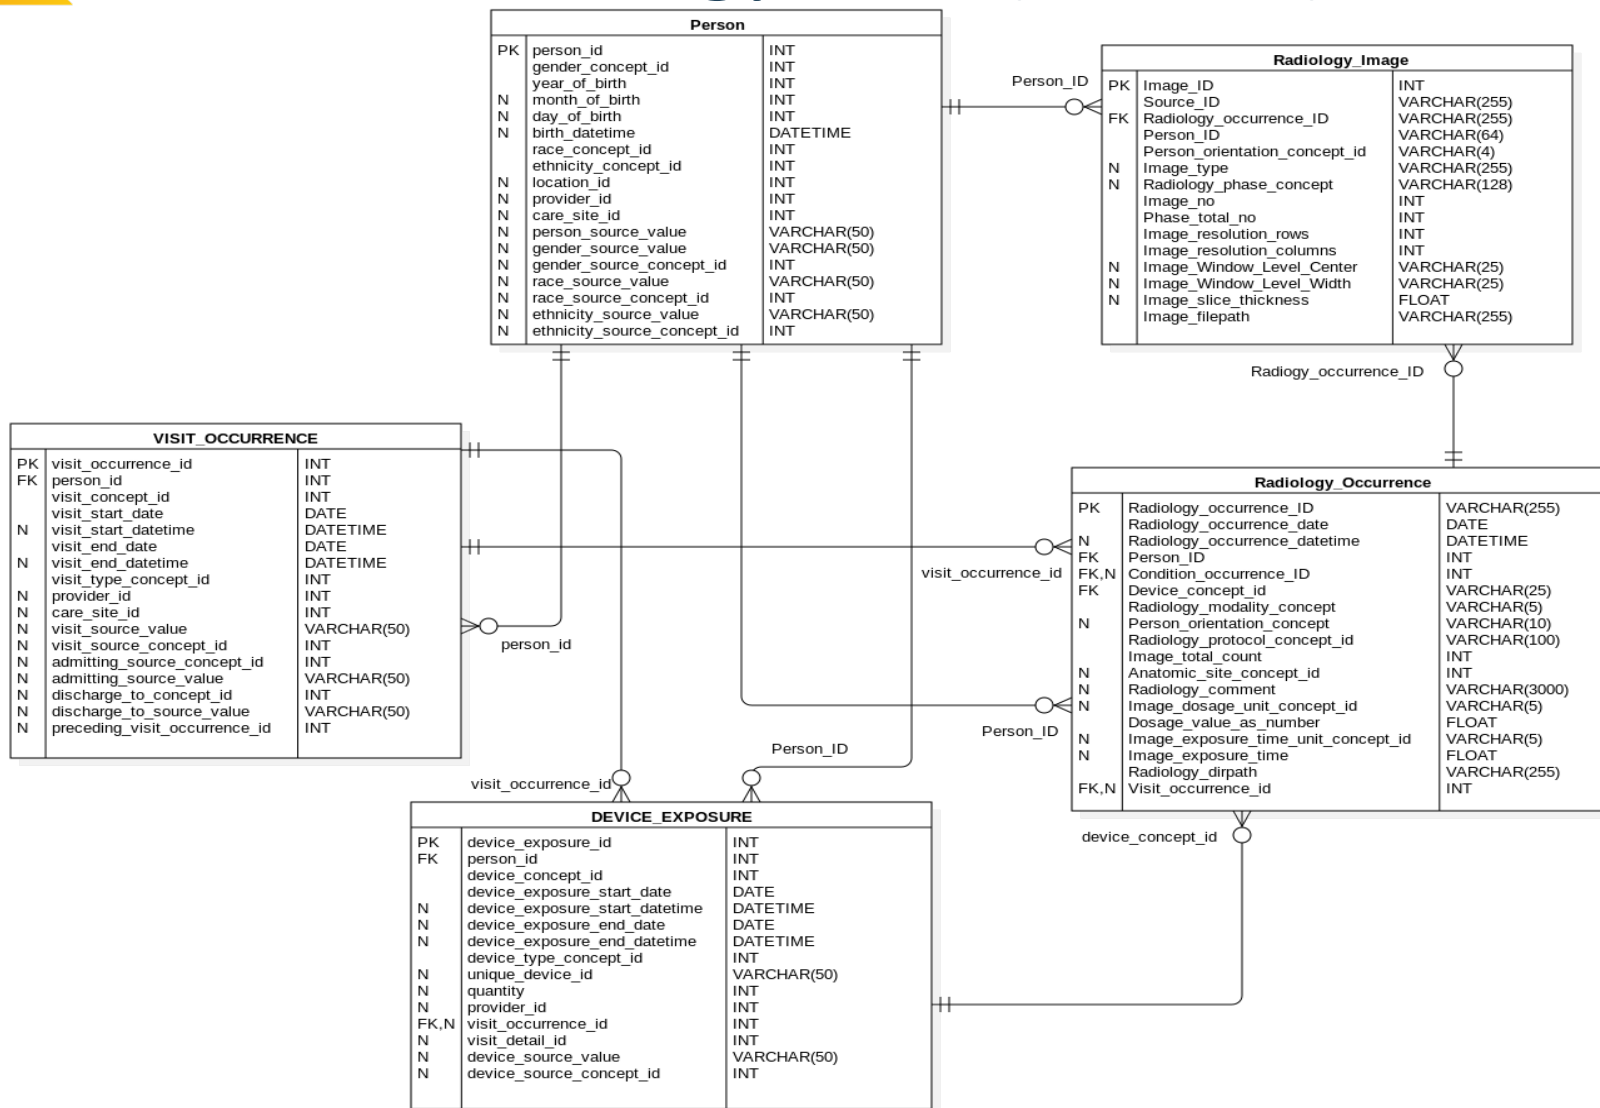 Person
PK person_id INT
gender_concept_id INT
year_of_birth INT
N month_of_birth INT
N day_of_birth INT
N birth_datetime DATETIME
race_concept_id INT
ethnicity_concept_id INT
N location_id INT
N provider_id INT
N care_site_id INT
N person_source_value VARCHAR(50)
N gender_source_value VARCHAR(50)
N gender_source_concept_id INT
N race_source_value VARCHAR(50)
N race_source_concept_id INT
N ethnicity_source_value VARCHAR(50)
N ethnicity_source_concept_id INT
Person_ID
Radiology_Image
PK Image_ID INT
Source_ID VARCHAR(255)
FK Radiology_occurrence_ID VARCHAR(255)
Person_ID VARCHAR(64)
Person_orientation_concept_id VARCHAR(4)
N Image_type VARCHAR(255)
N Radiology_phase_concept VARCHAR(128)
Image_no INT
Phase_total_no INT
Image_resolution_rows INT
Image_resolution_columns INT
N Image_Window_Level_Center VARCHAR(25)
N Image_Window_Level_Width VARCHAR(25)
N Image_slice_thickness FLOAT
Image_filepath VARCHAR(255)
Radiogy_occurrence_ID
VISIT_OCCURRENCE
PK visit_occurrence_id INT
FK person_id INT
visit_concept_id INT
visit_start_date DATE
N visit_start_datetime DATETIME
visit_end_date DATE
N visit_end_datetime DATETIME
visit_type_concept_id INT
N provider_id INT
N care_site_id INT
N visit_source_value VARCHAR(50)
N visit_source_concept_id INT
N admitting_source_concept_id INT
N admitting_source_value VARCHAR(50)
N discharge_to_concept_id INT
N discharge_to_source_value VARCHAR(50)
N preceding_visit_occurrence_id INT
person_id
visit_occurrence_id
Person_ID
Person_ID
visit_occurrence_id
Radiology_Occurrence
PK Radiology_occurrence_ID VARCHAR(255)
Radiology_occurrence_date DATE
N Radiology_occurrence_datetime DATETIME
FK Person_ID INT
FK,N Condition_occurrence_ID INT
FK Device_concept_id VARCHAR(25)
Radiology_modality_concept VARCHAR(5)
N Person_orientation_concept VARCHAR(10)
Radiology_protocol_concept_id VARCHAR(100)
Image_total_count INT
N Anatomic_site_concept_id INT
N Radiology_comment VARCHAR(3000)
N Image_dosage_unit_concept_id VARCHAR(5)
Dosage_value_as_number FLOAT
N Image_exposure_time_unit_concept_id VARCHAR(5)
N Image_exposure_time FLOAT
Radiology_dirpath VARCHAR(255)
FK,N Visit_occurrence_id INT
device_concept_id
DEVICE_EXPOSURE
PK device_exposure_id INT
FK person_id INT
device_concept_id INT
device_exposure_start_date DATE
N device_exposure_start_datetime DATETIME
N device_exposure_end_date DATE
N device_exposure_end_datetime DATETIME
device_type_concept_id INT
N unique_device_id VARCHAR(50)
N quantity INT
N provider_id INT
FK,N visit_occurrence_id INT
N visit_detail_id INT
N device_source_value VARCHAR(50)
N device_source_concept_id INT